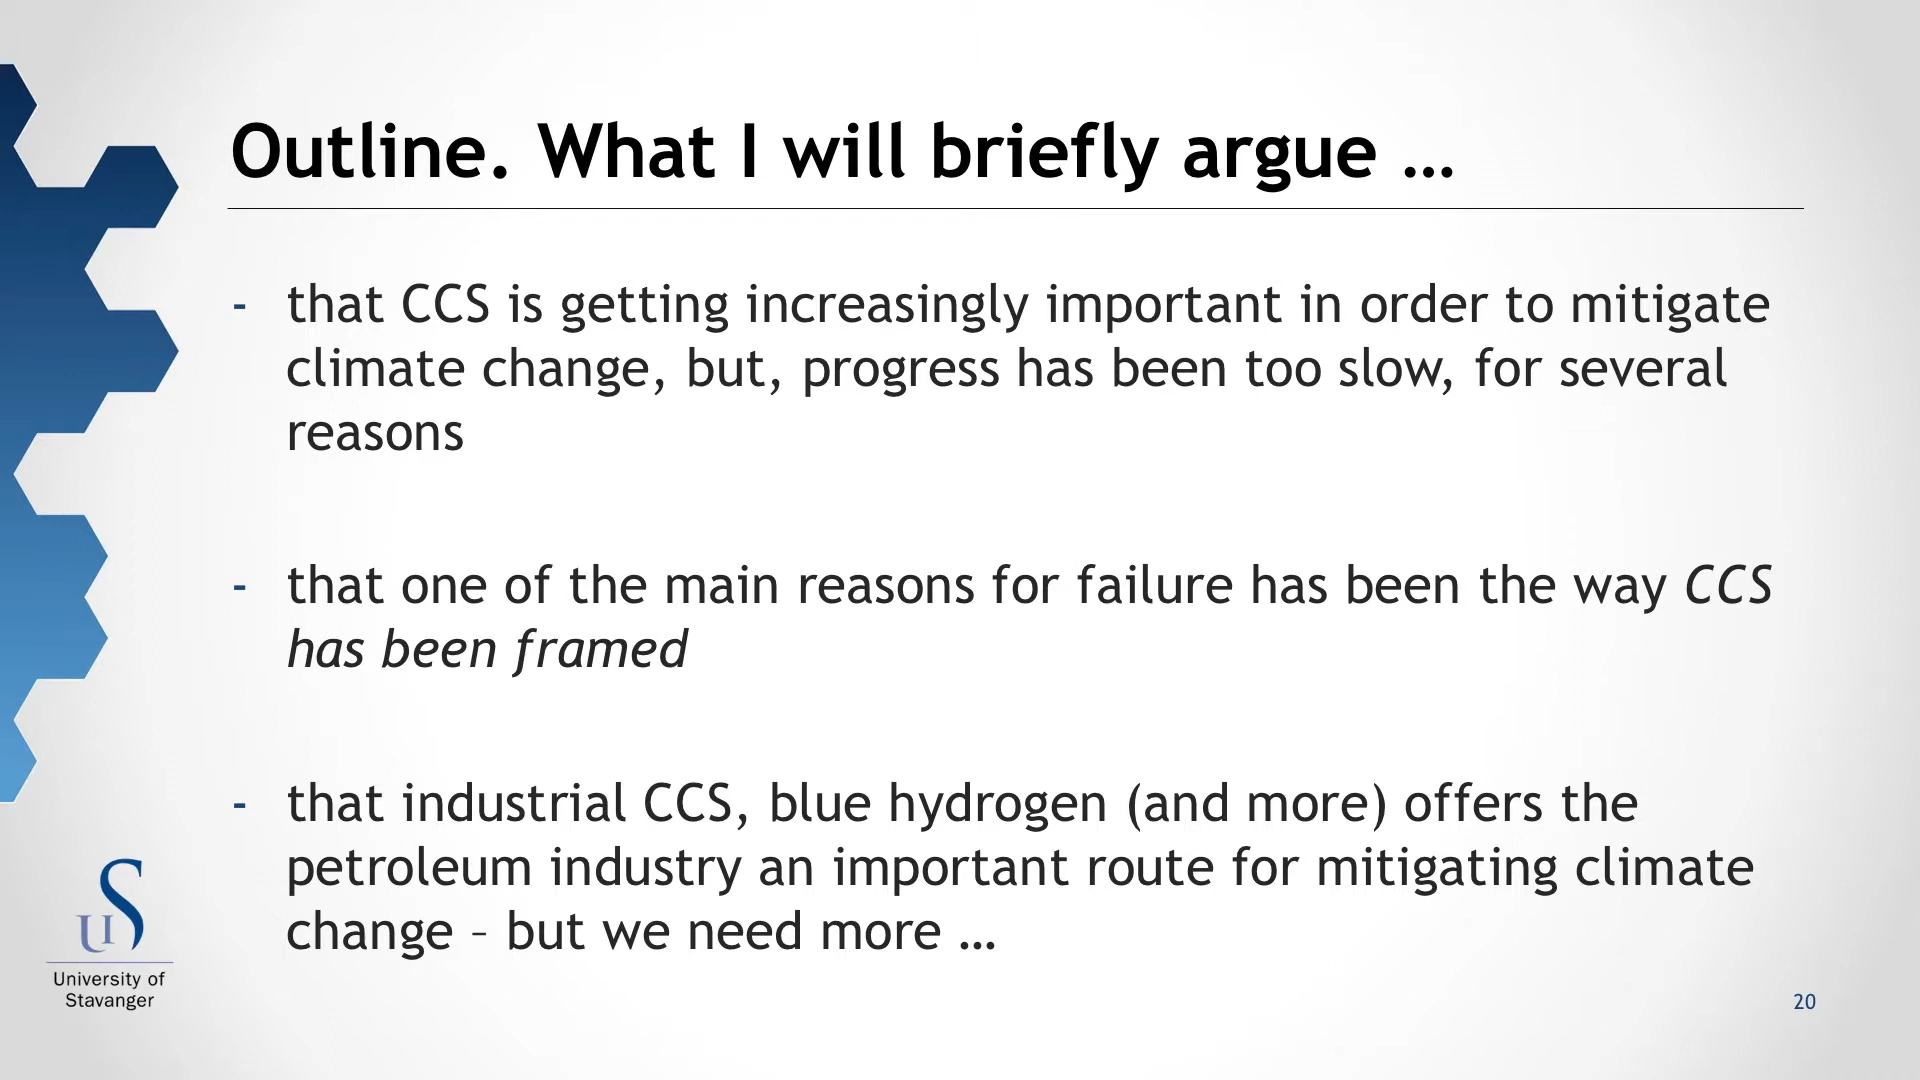 Outline. What I will briefly argue …
- that CCS is getting increasingly important in order to mitigate
climate change, but, progress has been too slow, for several
reasons
- that one of the main reasons for failure has been the way CCS
has been framed
- that industrial CCS, blue hydrogen (and more) offers the
petroleum industry an important route for mitigating climate
change – but we need more …
UIS
University of
Stavanger
20